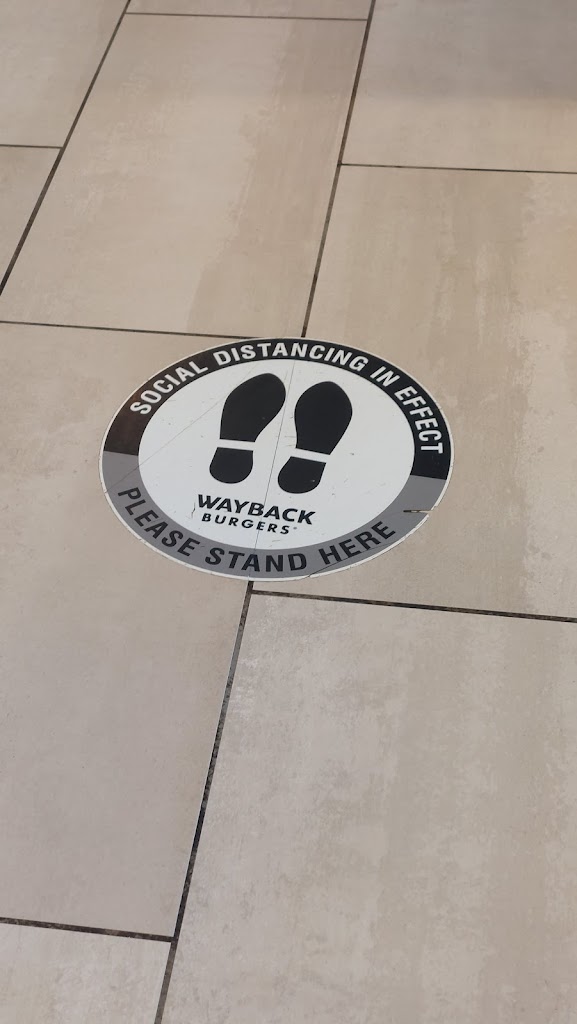 SOCIAL DISTANCING IN EFFECT
WAYBACK
BURGERS®
PLEASE STAND HERE